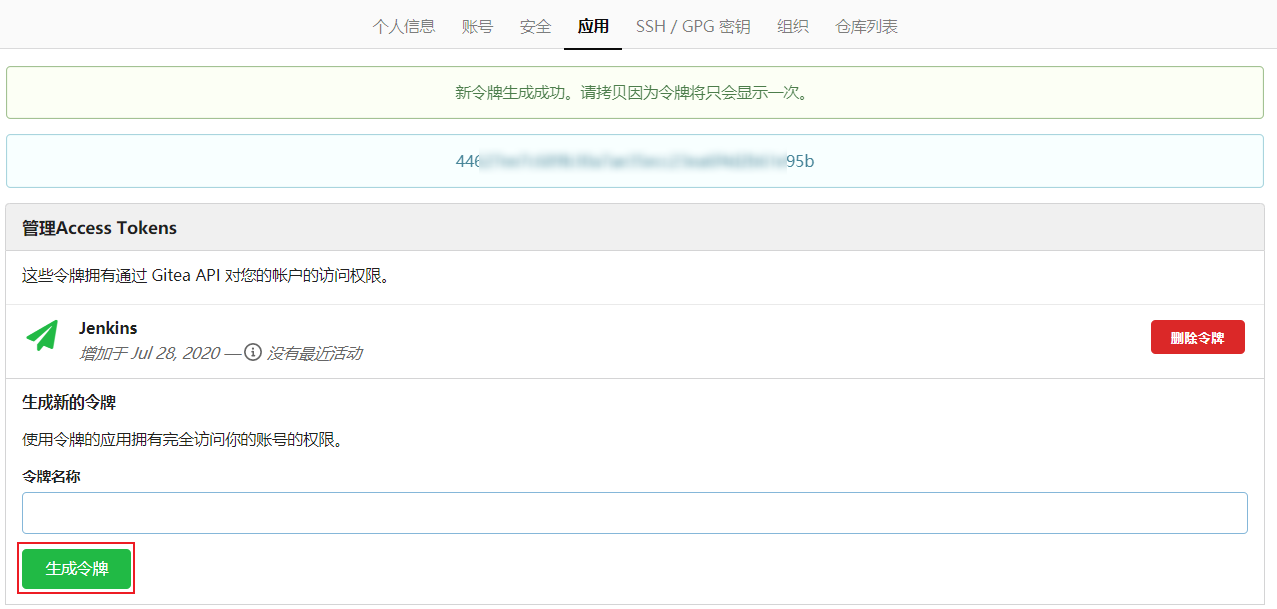 个人信息 账号 安全 应用 SSH / GPG 密钥 组织 仓库列表
新令牌生成成功。请拷贝因为令牌将只会显示一次。
446 95b
管理Access Tokens
这些令牌拥有通过 Gitea API 对您的帐户的访问权限。
Jenkins
删除令牌
增加于 Jul 28, 2020 — 没有最近活动
生成新的令牌
使用令牌的应用拥有完全访问你的账号的权限。
令牌名称
生成令牌